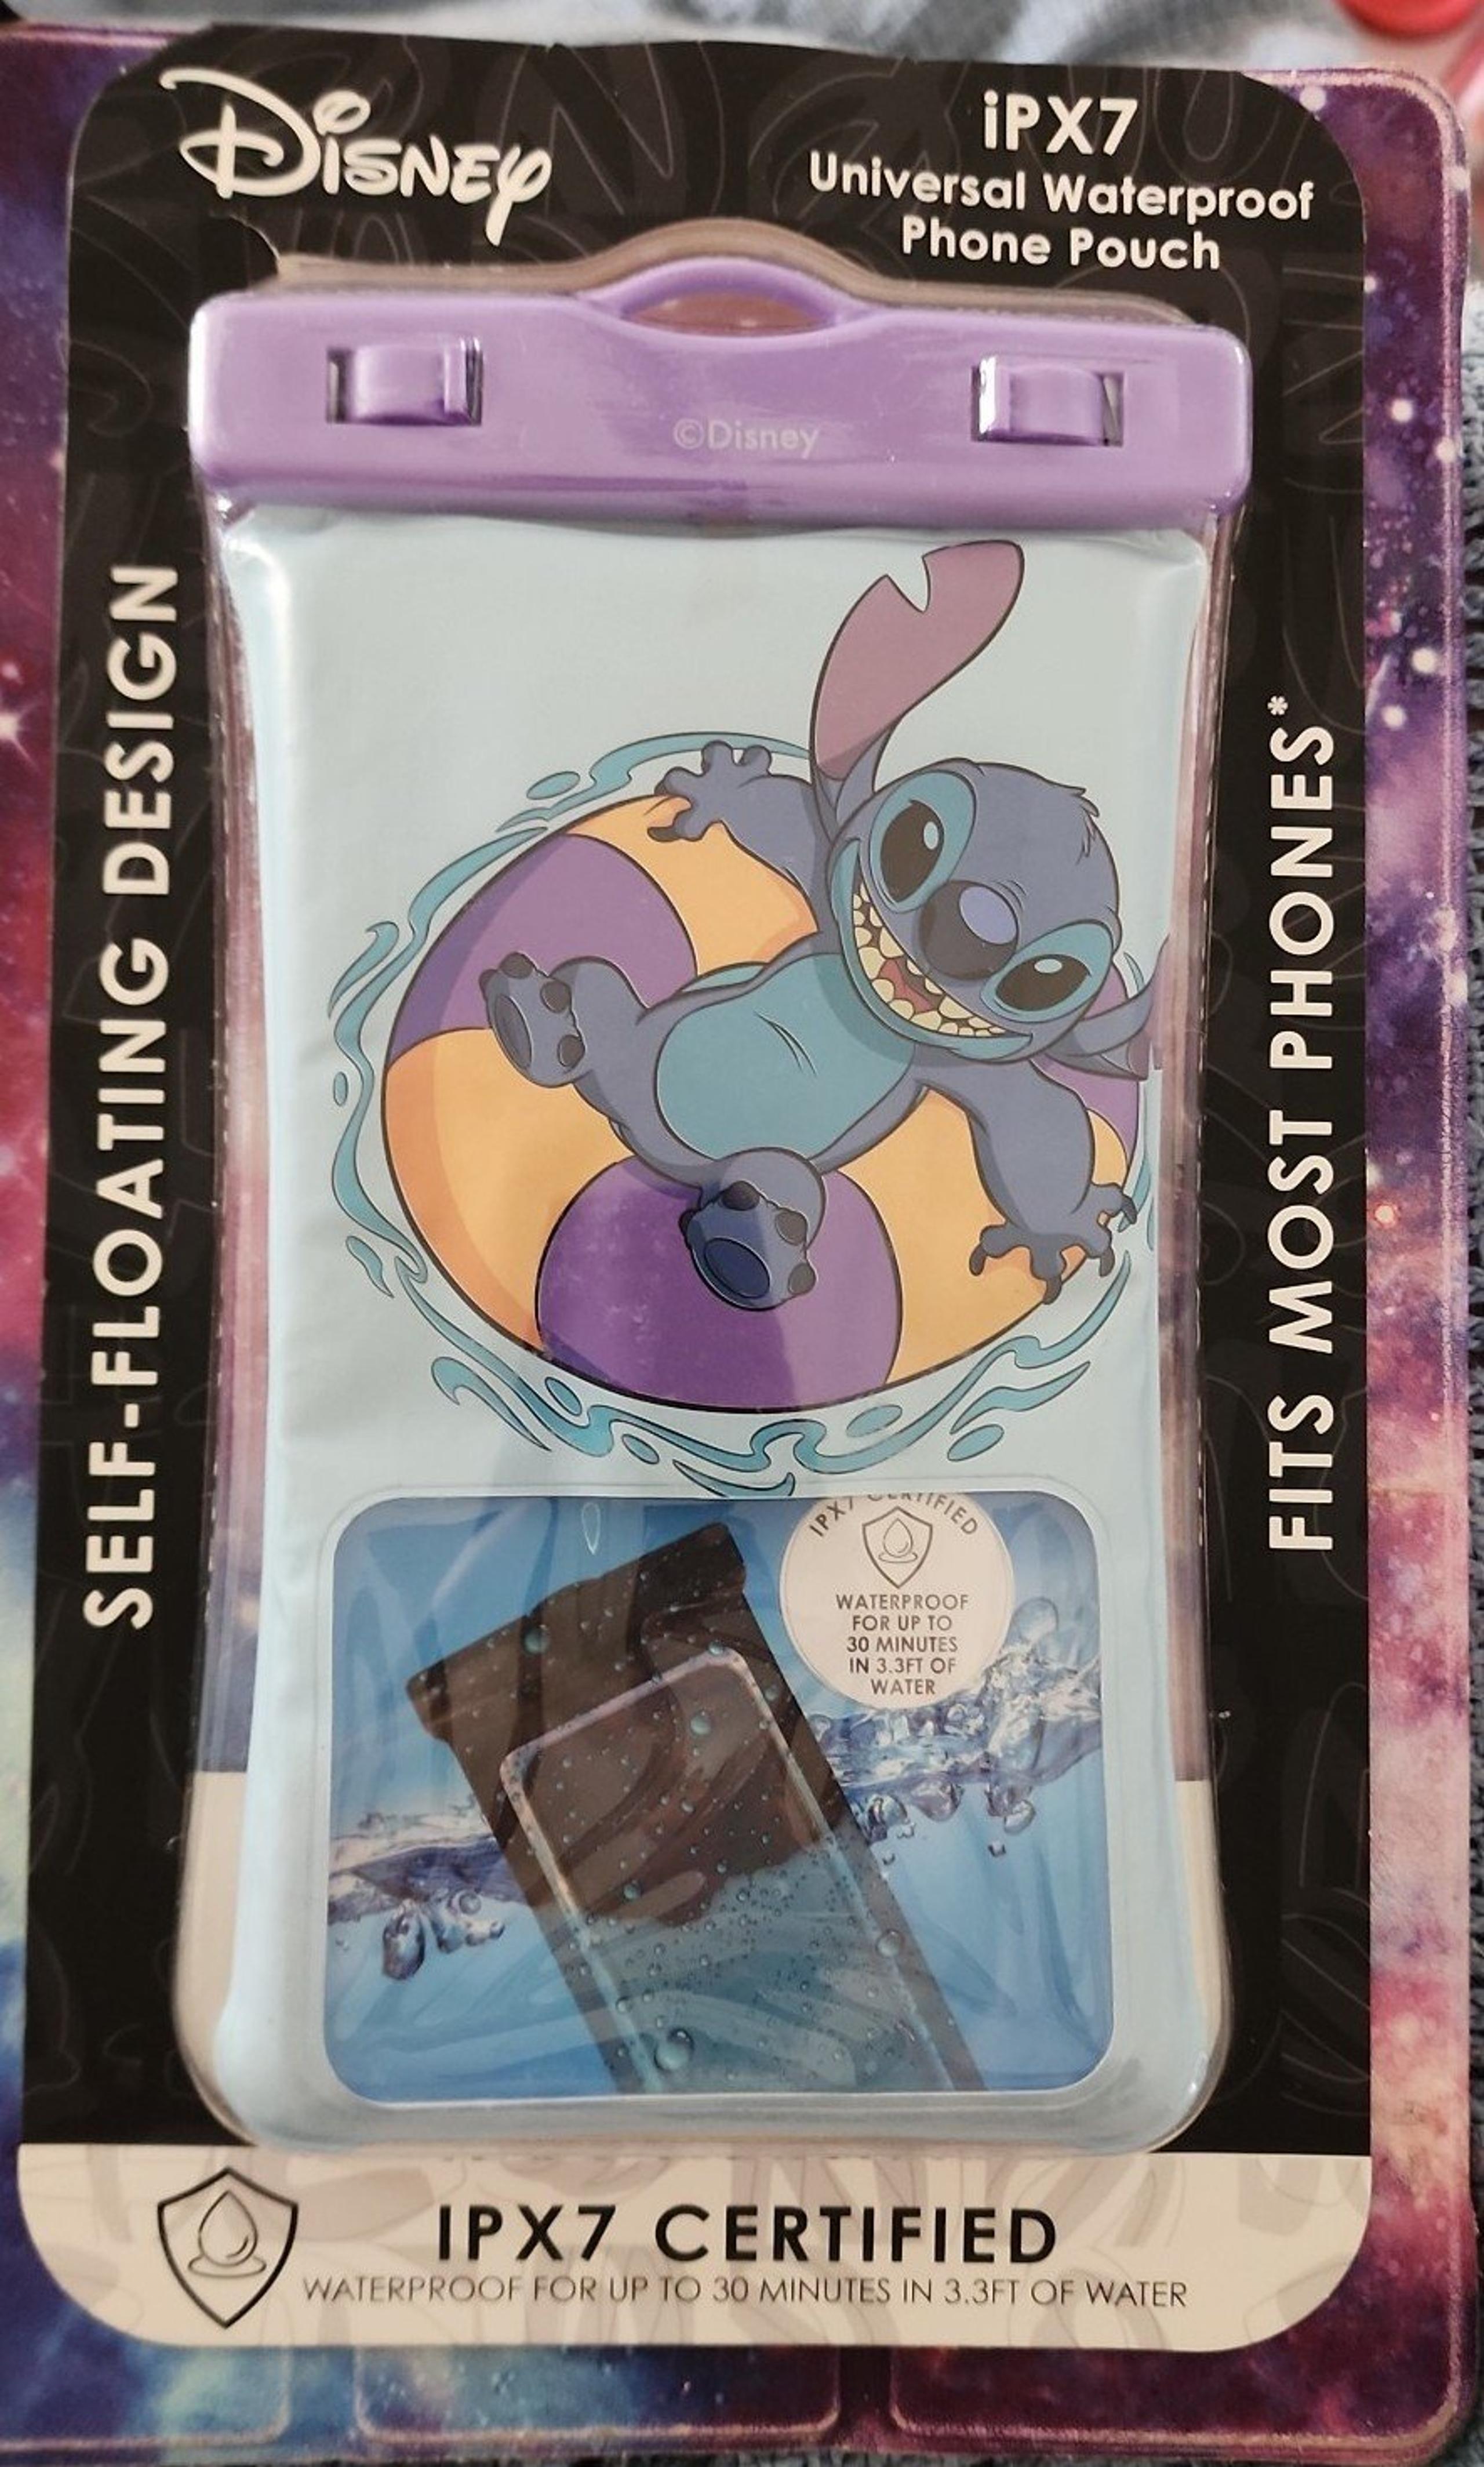 Disney
iPX7
Universal Waterproof
Phone Pouch
©Disney
SELF-FLOATING DESIGN
FITS MOST PHONES*
IPX7 CERTIFIED
WATERPROOF
FOR UP TO
30 MINUTES
IN 3.3FT OF
WATER
IPX7 CERTIFIED
WATERPROOF FOR UP TO 30 MINUTES IN 3.3FT OF WATER